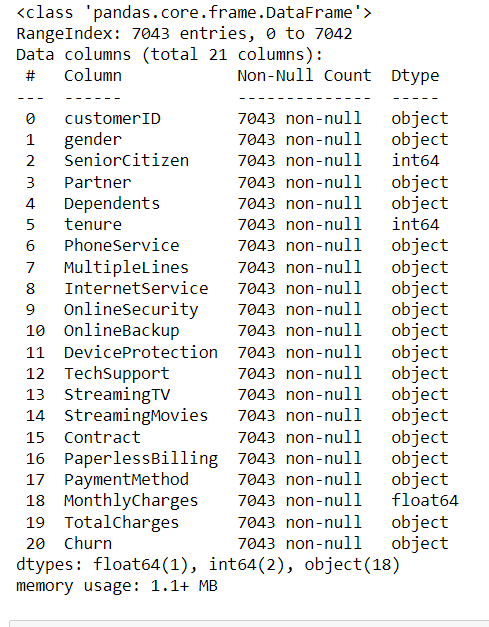 <class 'pandas.core.frame.DataFrame'>
RangeIndex: 7043 entries, 0 to 7042
Data columns (total 21 columns):
 #   Column            Non-Null Count  Dtype
---  ------            --------------  -----
 0   customerID        7043 non-null   object
 1   gender            7043 non-null   object
 2   SeniorCitizen     7043 non-null   int64
 3   Partner           7043 non-null   object
 4   Dependents        7043 non-null   object
 5   tenure            7043 non-null   int64
 6   PhoneService      7043 non-null   object
 7   MultipleLines     7043 non-null   object
 8   InternetService   7043 non-null   object
 9   OnlineSecurity    7043 non-null   object
 10  OnlineBackup      7043 non-null   object
 11  DeviceProtection  7043 non-null   object
 12  TechSupport       7043 non-null   object
 13  StreamingTV       7043 non-null   object
 14  StreamingMovies   7043 non-null   object
 15  Contract          7043 non-null   object
 16  PaperlessBilling  7043 non-null   object
 17  PaymentMethod     7043 non-null   object
 18  MonthlyCharges    7043 non-null   float64
 19  TotalCharges      7043 non-null   object
 20  Churn             7043 non-null   object
dtypes: float64(1), int64(2), object(18)
memory usage: 1.1+ MB